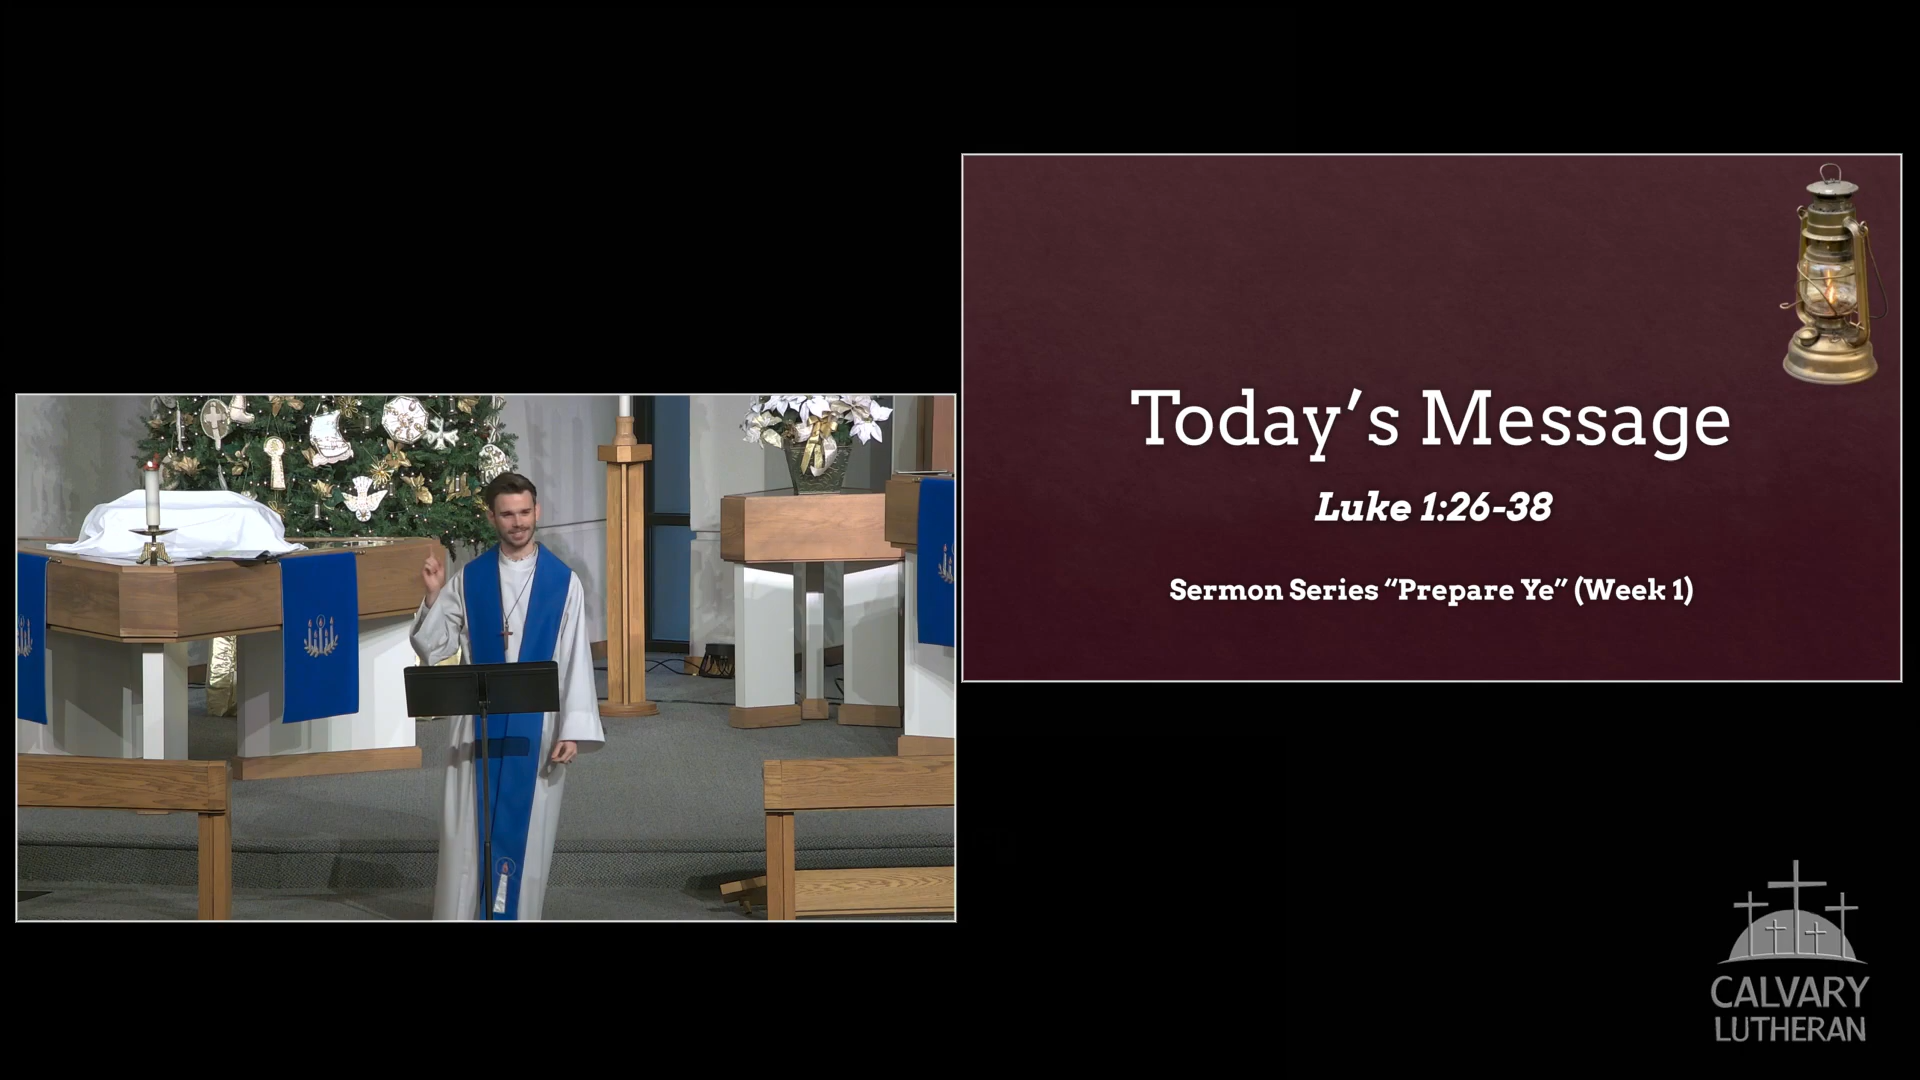 Today’s Message
Luke 1:26-38
Sermon Series “Prepare Ye” (Week 1)
CALVARY
LUTHERAN